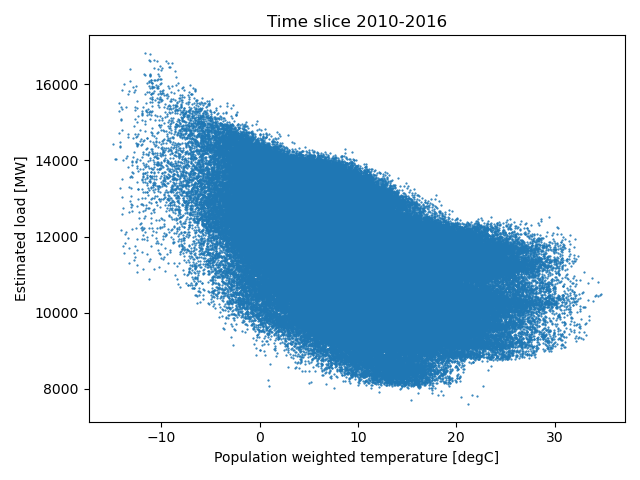 Time slice 2010-2016
16000
14000
12000
10000
8000
Estimated load [MW]
−10 0 10 20 30
Population weighted temperature [degC]